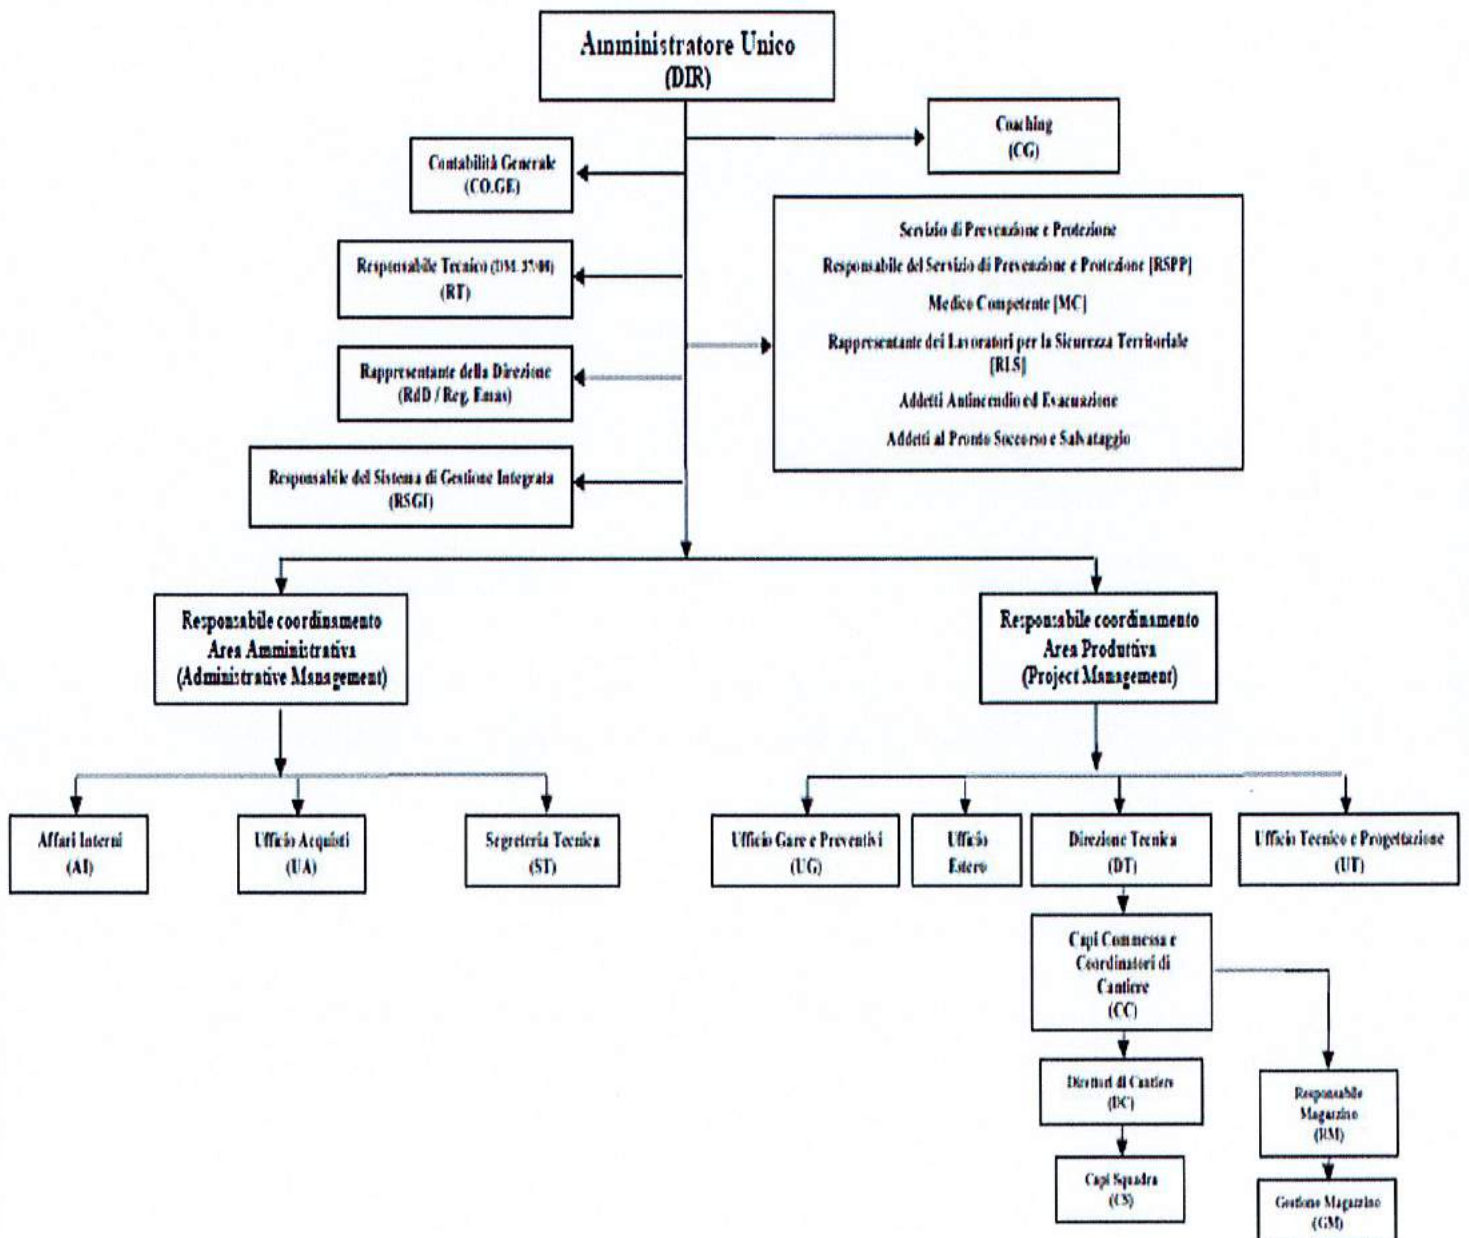 Amministratore Unico
(DIR)
Coaching
(CG)
Contabilità Generale
(CO.GE)
Servizio di Prevenzione e Protezione
Responsabile del Servizio di Prevenzione e Protezione [RSPP]
Medico Competente [MC]
Rappresentante dei Lavoratori per la Sicurezza Territoriale
[RLS]
Addetti Antincendio ed Evacuazione
Addetti al Pronto Soccorso e Salvataggio
Responsabile Tecnico (DM.
(RT)
Rappresentante della Direzione
(RdD / Reg. Emas)
Responsabile del Sistema di Gestione Integrata
(RSGI)
Responsabile coordinamento
Area Amministrativa
(Administrative Management)
Responsabile coordinamento
Area Produttiva
(Project Management)
Affari Interni
(AI)
Ufficio Acquisti
(UA)
Segreteria Tecnica
(ST)
Ufficio Gare e Preventivi
(UG)
Ufficio
Estero
Direzione Tecnica
(DT)
Ufficio Tecnico e Progettazione
(UT)
Capi Commessa e
Coordinatori di
Cantiere
(CC)
Direttori di Cantiere
(DC)
Responsabile
Magazzino
(RM)
Capi Squadra
(CS)
Gestione Magazzino
(GM)